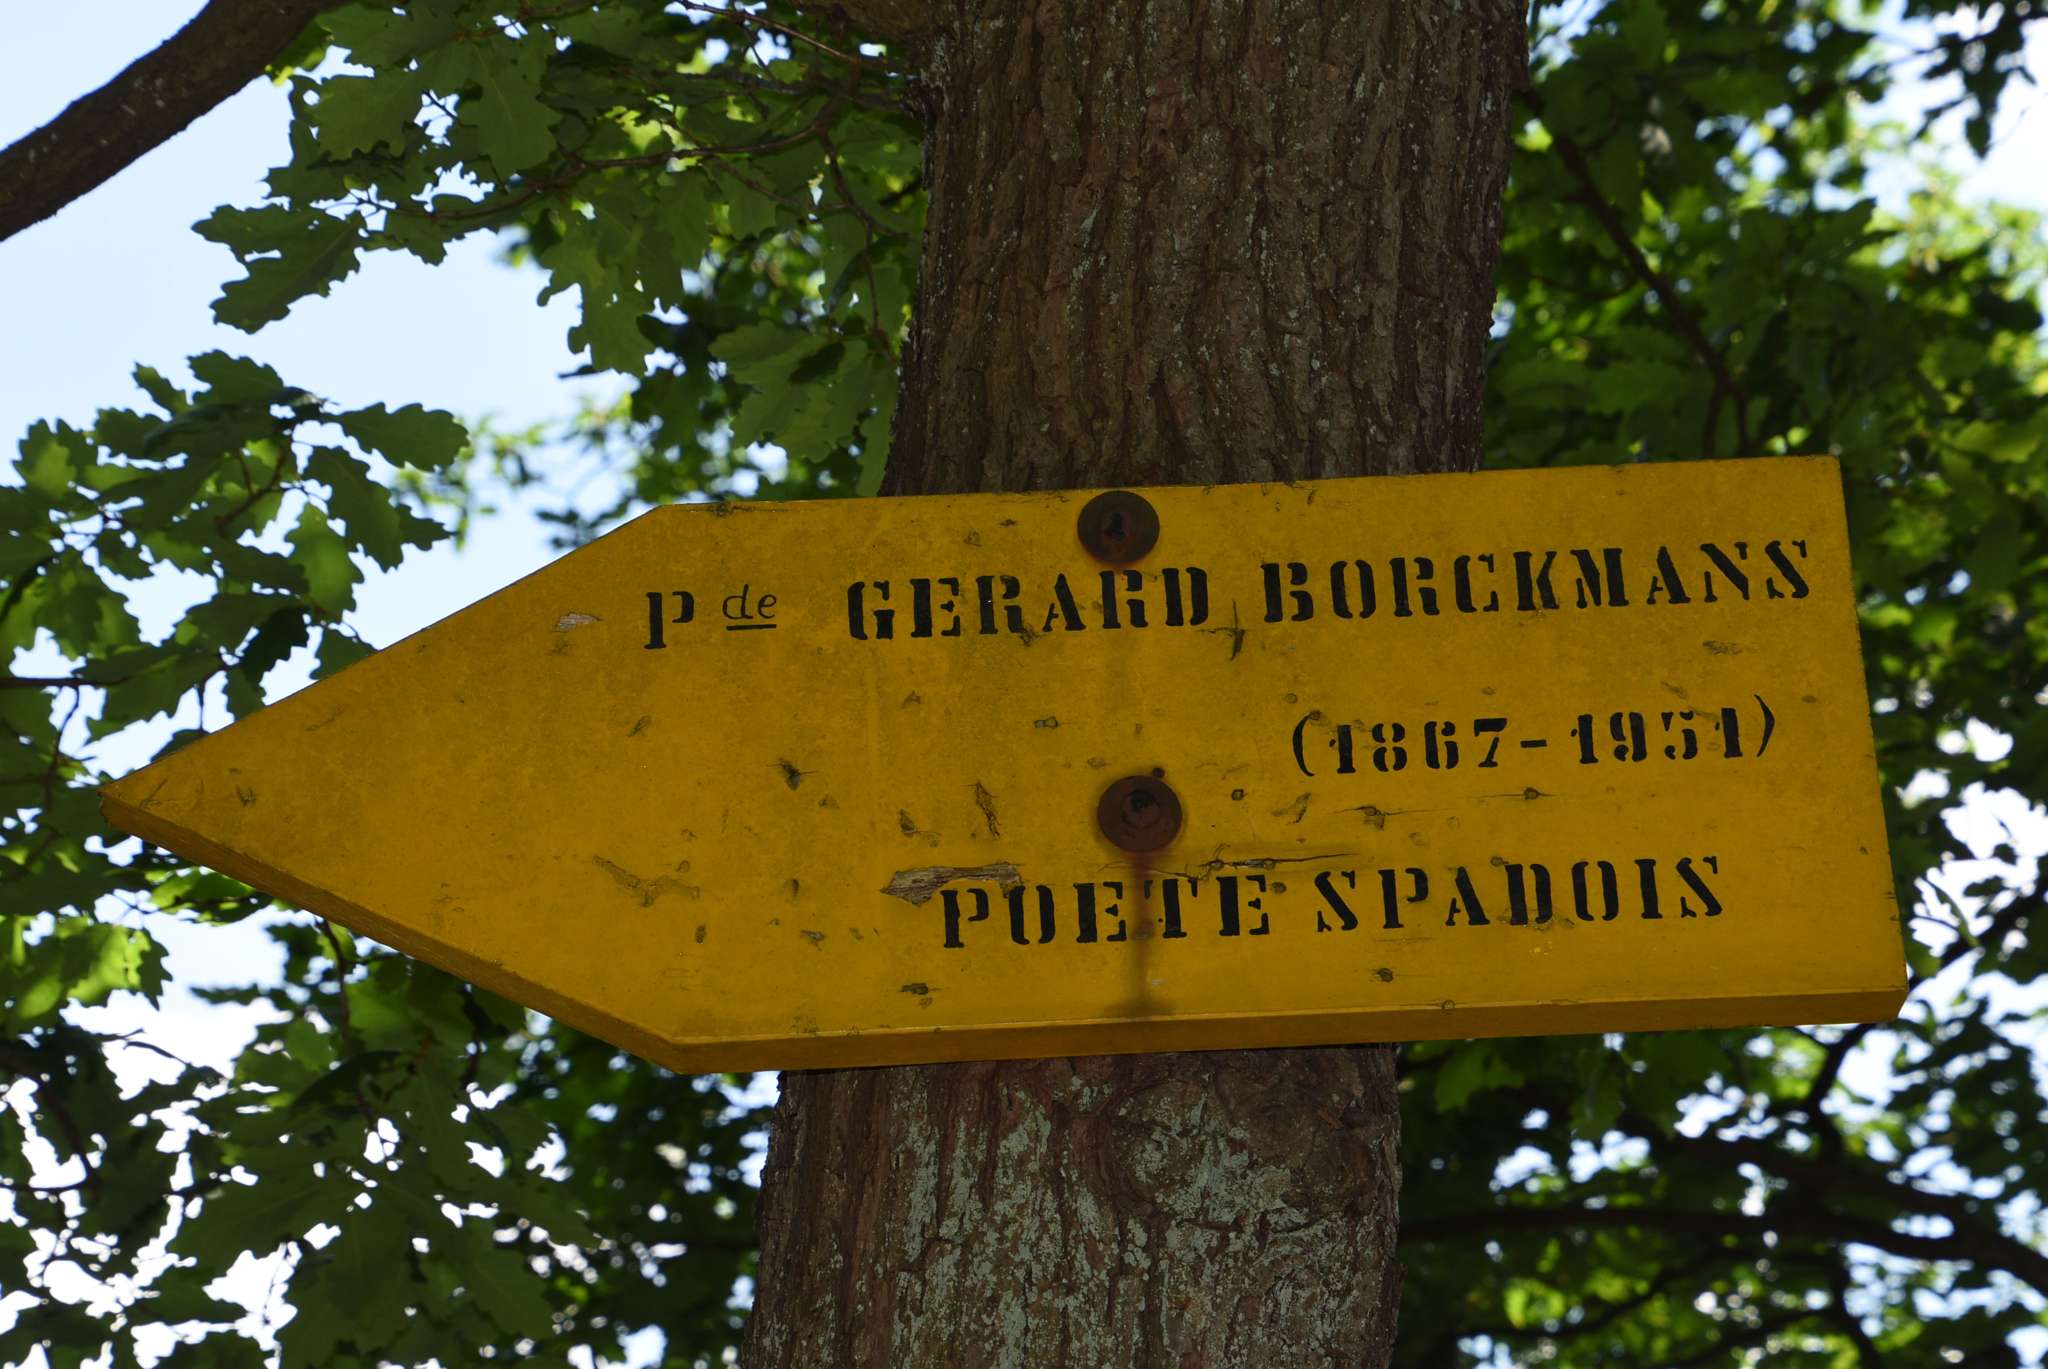 P de GERARD BORCKMANS
(1867-1951)
POETE SPADOIS